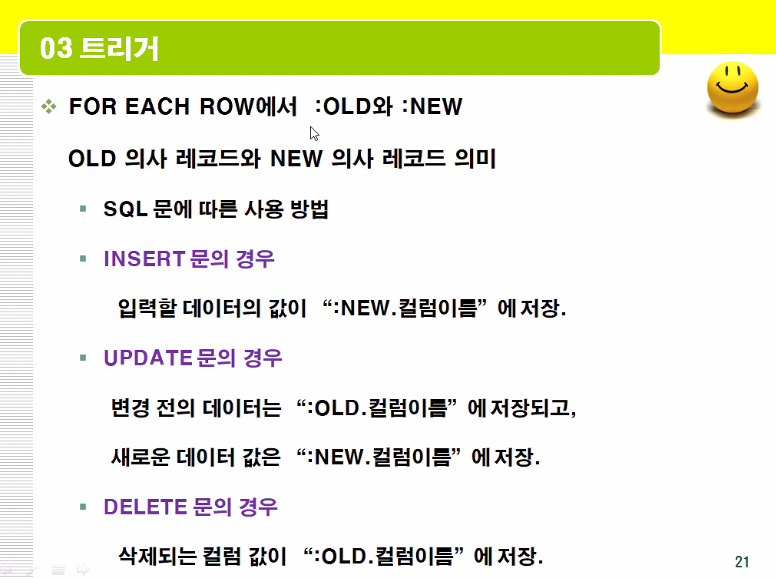 03 트리거
FOR EACH ROW에서 :OLD와 :NEW
OLD 의사 레코드와 NEW 의사 레코드 의미
SQL 문에 따른 사용 방법
INSERT 문의 경우
입력할 데이터의 값이 “:NEW.컬럼이름” 에 저장.
UPDATE 문의 경우
변경 전의 데이터는 “:OLD.컬럼이름” 에 저장되고,
새로운 데이터 값은 “:NEW.컬럼이름” 에 저장.
DELETE 문의 경우
삭제되는 컬럼 값이 “:OLD.컬럼이름” 에 저장.
21